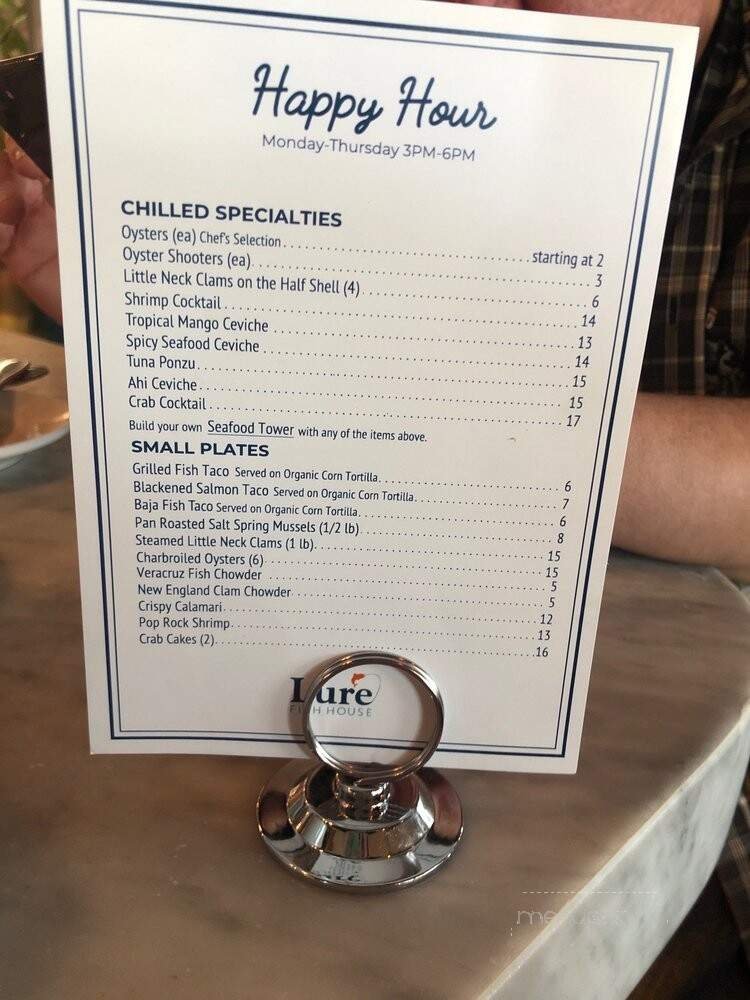 Happy Hour
Monday-Thursday 3PM-6PM
CHILLED SPECIALTIES
Oysters (ea) Chef's Selection starting at 2
Oyster Shooters (ea) 3
Little Neck Clams on the Half Shell (4) 6
Shrimp Cocktail 14
Tropical Mango Ceviche 13
Spicy Seafood Ceviche 14
Tuna Ponzu 15
Ahi Ceviche 15
Crab Cocktail 17
Build your own Seafood Tower with any of the items above.
SMALL PLATES
Grilled Fish Taco Served on Organic Corn Tortilla 6
Blackened Salmon Taco Served on Organic Corn Tortilla 7
Baja Fish Taco Served on Organic Corn Tortilla 6
Pan Roasted Salt Spring Mussels (1/2 lb) 8
Steamed Little Neck Clams (1 lb) 15
Charbroiled Oysters (6) 15
Veracruz Fish Chowder 5
New England Clam Chowder 5
Crispy Calamari 12
Pop Rock Shrimp 13
Crab Cakes (2) 16
Lure
FISH HOUSE